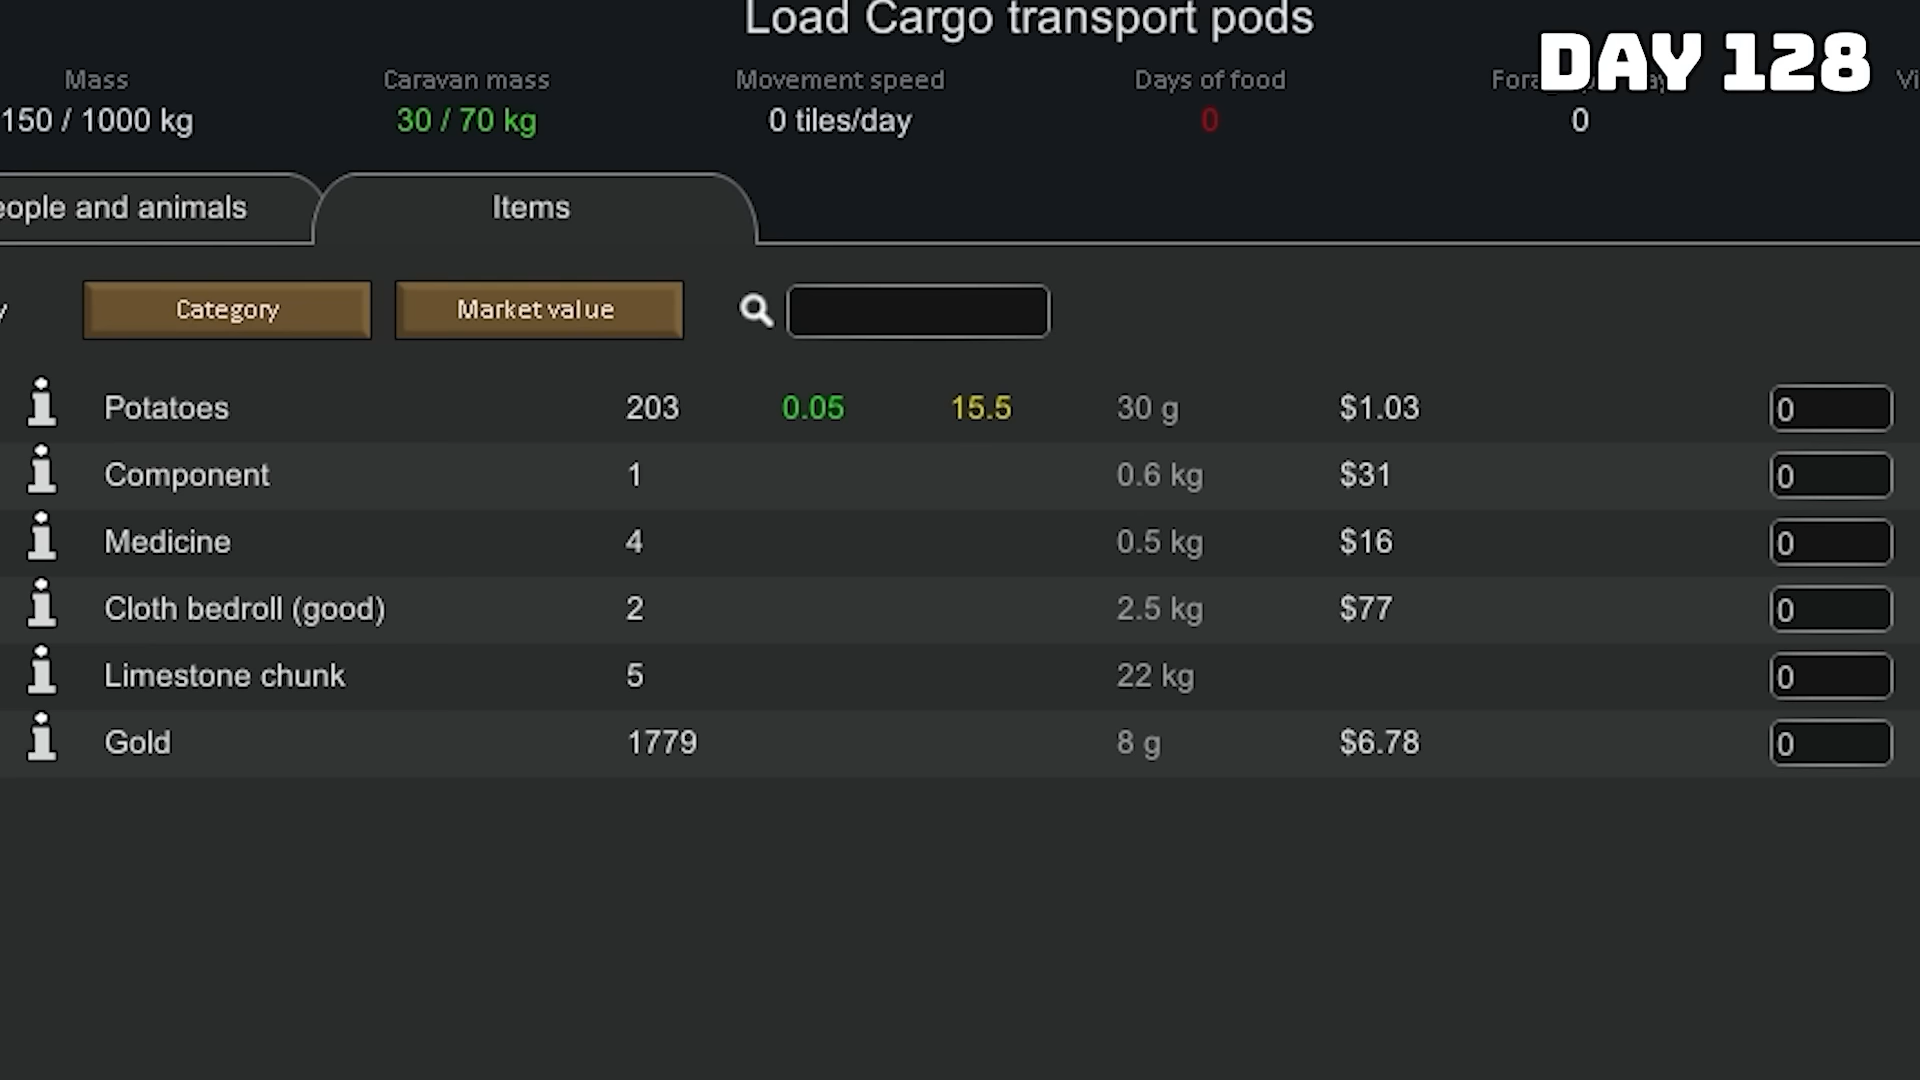 Load Cargo transport pods
DAY 128
Mass
Caravan mass
Movement speed
Days of food
150 / 1000 kg
30 / 70 kg
0 tiles/day
0
0
eople and animals
Items
Category
Market value
Potatoes 203 0.05 15.5 30 g $1.03 0
Component 1 0.6 kg $31 0
Medicine 4 0.5 kg $16 0
Cloth bedroll (good) 2 2.5 kg $77 0
Limestone chunk 5 22 kg 0
Gold 1779 8 g $6.78 0